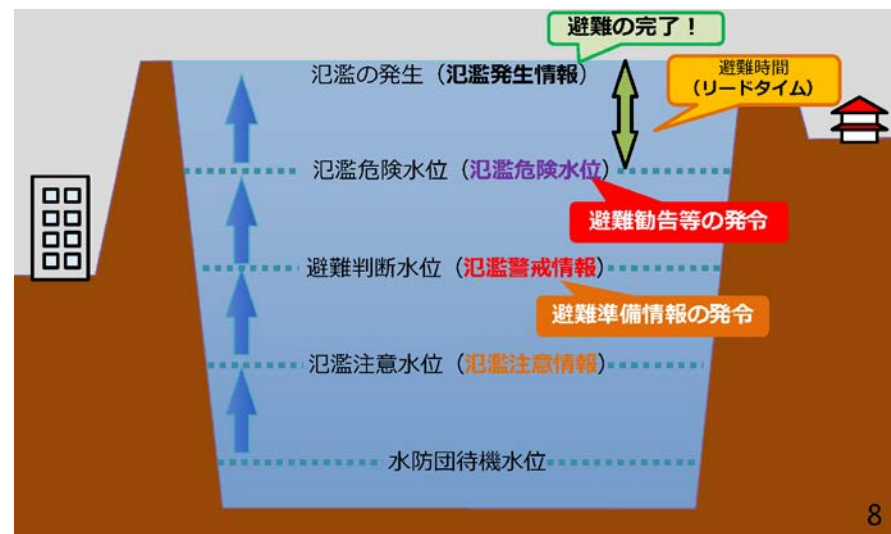 避難の完了!
氾濫の発生(氾濫発生情報)
避難時間
(リードタイム)
氾濫危険水位(氾濫危険水位)
避難勧告等の発令
避難判断水位(氾濫警戒情報)
避難準備情報の発令
氾濫注意水位(氾濫注意情報)
水防団待機水位
8